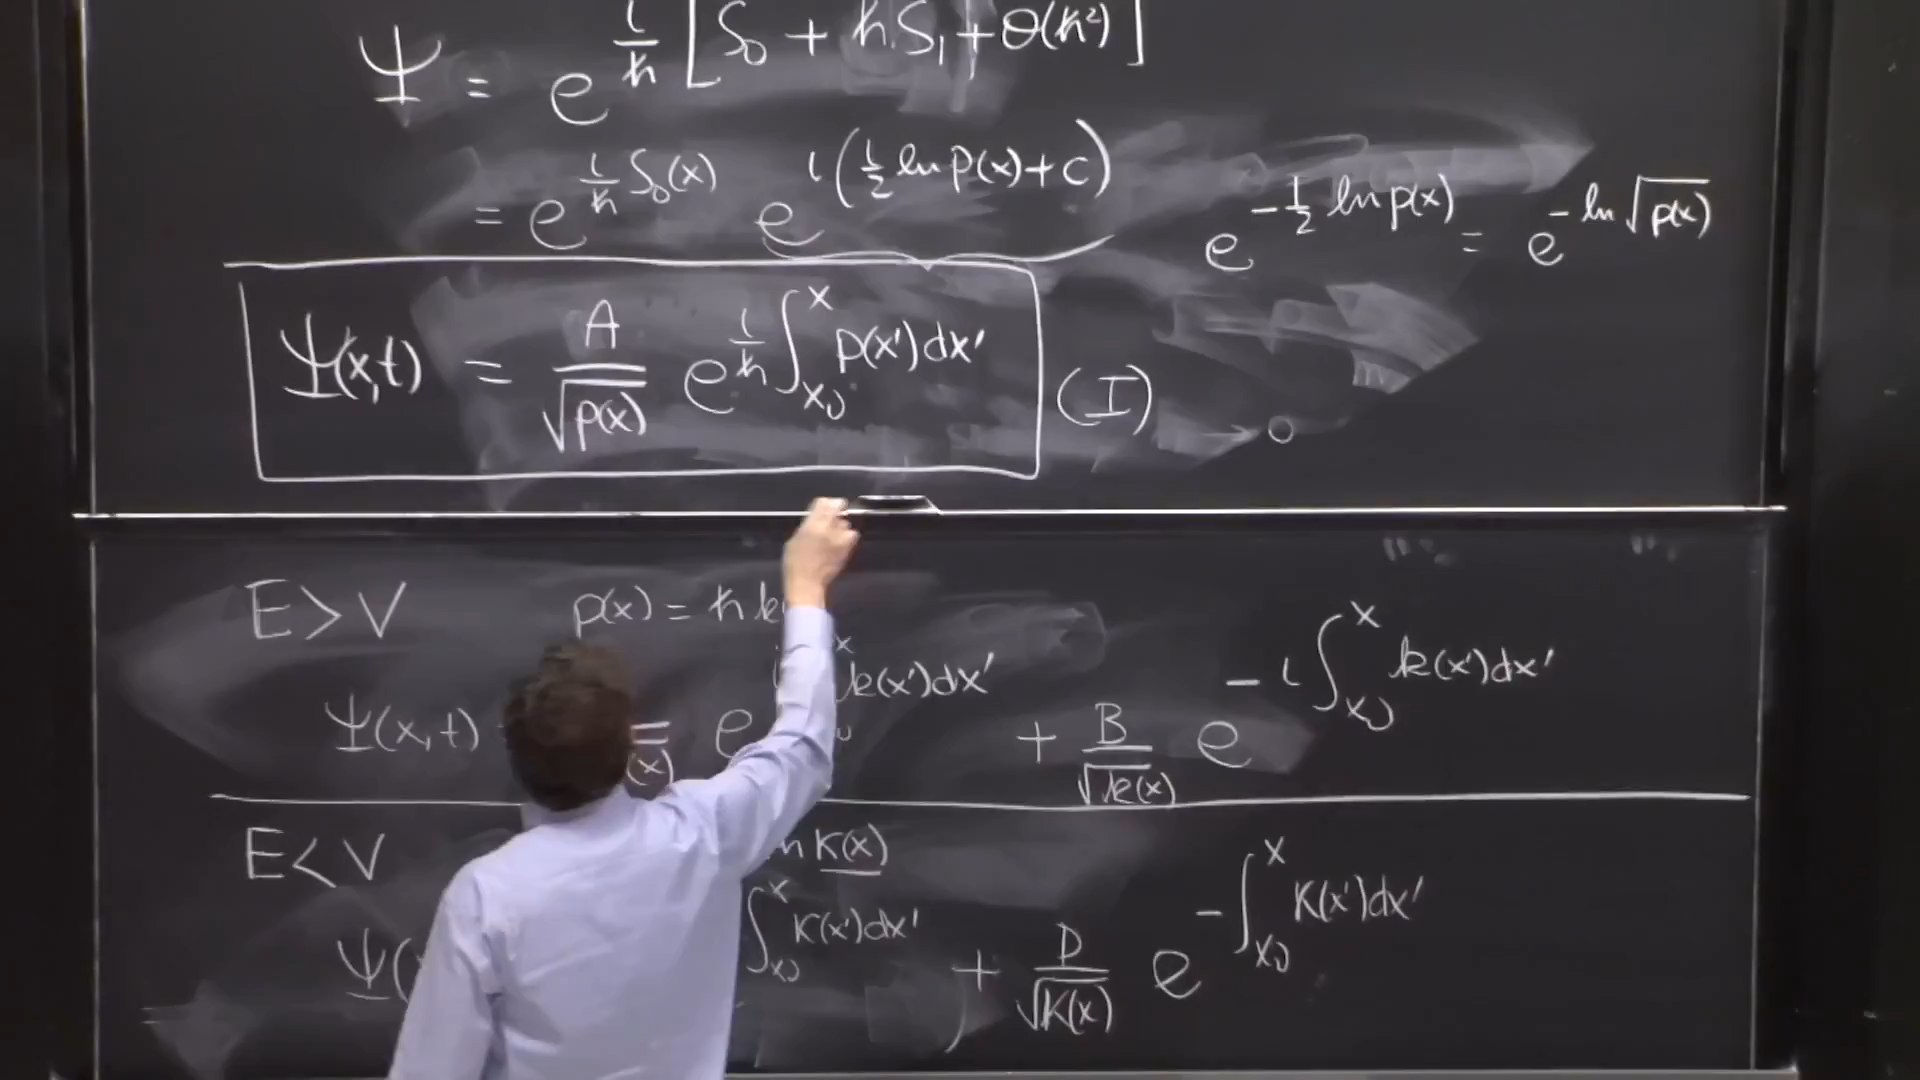 Ψ = e^{i/ħ [S₀ + ħS₁ + O(ħ²)]}
= e^{i/ħ S₀(x)} e^{i(i/2 ln p(x) + c)}
e^{-1/2 ln p(x)} = e^{-ln √p(x)}
Ψ(x,t) = A/√p(x) e^{i/ħ ∫_{x₀}^{x} p(x')dx'} (I)
E>V p(x) = ħk
Ψ(x,t) e k(x')dx' + B/√k(x) e^{-i∫_{x₀}^{x} k(x')dx'}
E<V ħ K(x)
Ψ( ∫_{x₀}^{x} K(x')dx' + D/√K(x) e^{-∫_{x₀}^{x} K(x')dx'}